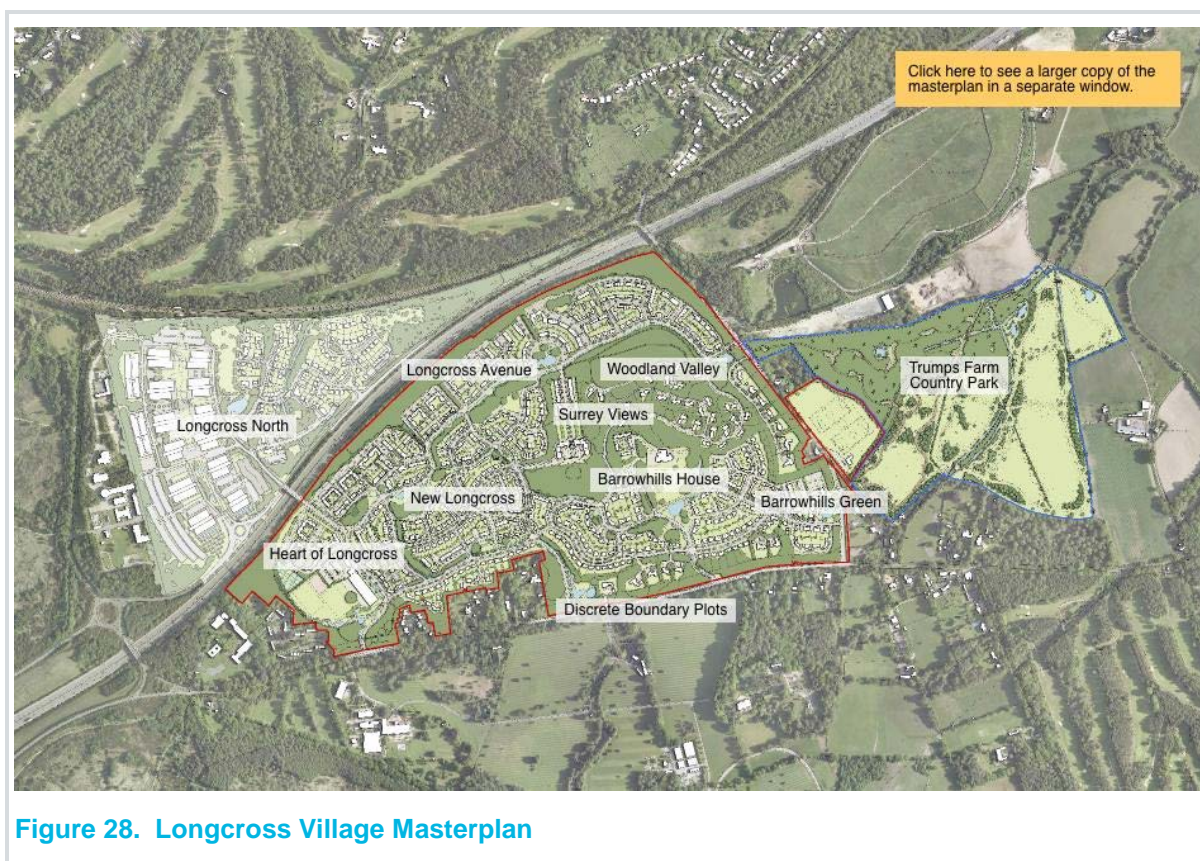 Click here to see a larger copy of the
masterplan in a separate window.
Longcross Avenue
Woodland Valley
Trumps Farm
Country Park
Surrey Views
Longcross North
Barrowhills House
New Longcross
Barrowhills Green
Heart of Longcross
Discrete Boundary Plots
Figure 28. Longcross Village Masterplan